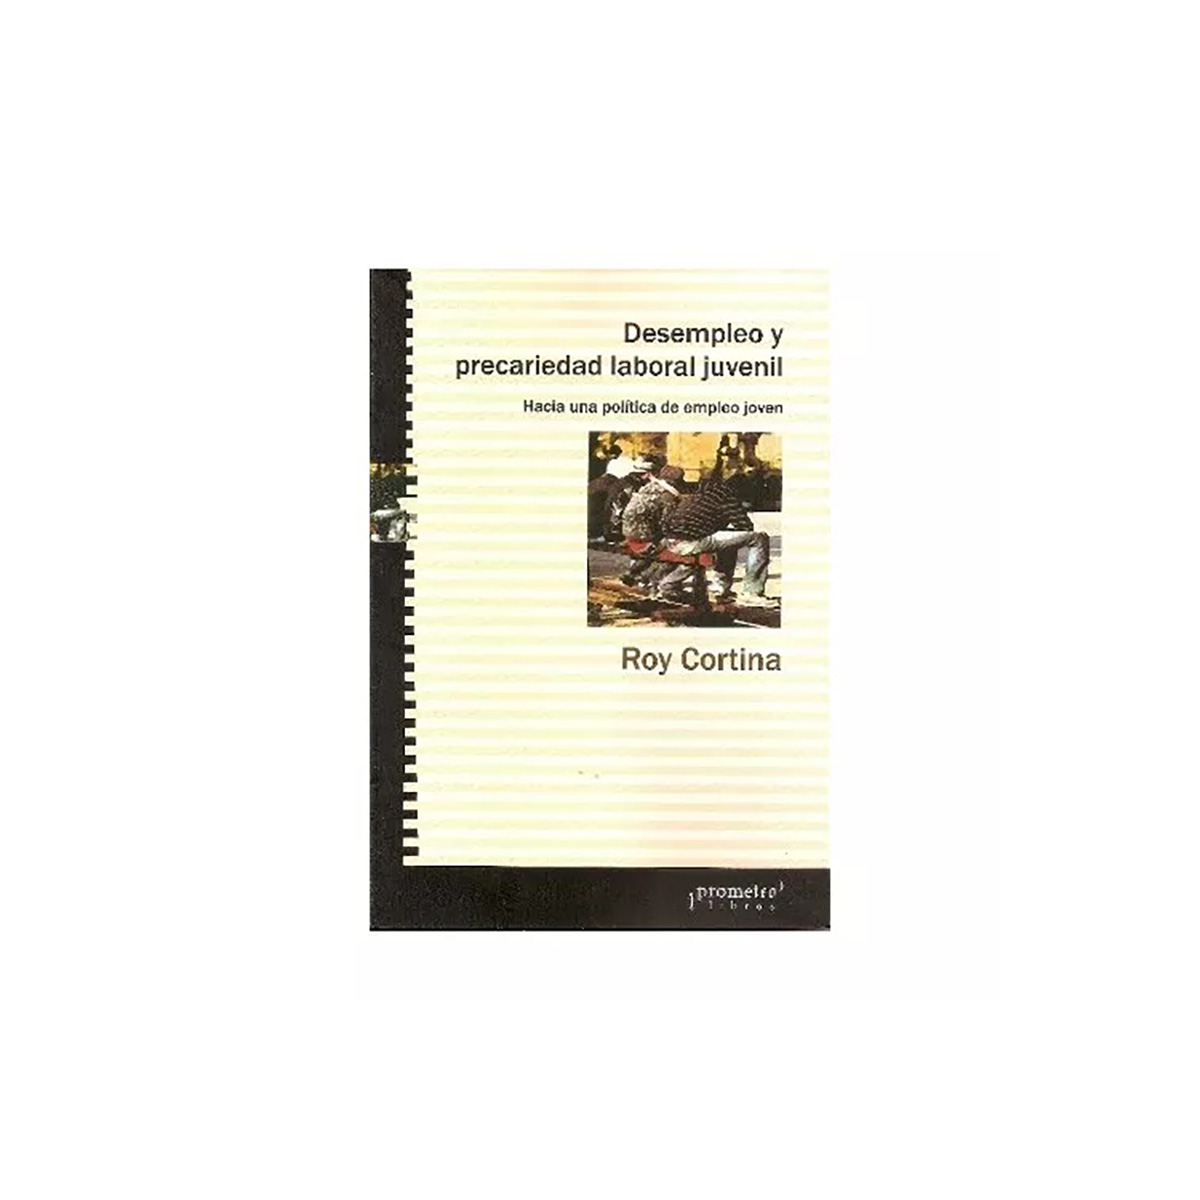 Desempleo y
precariedad laboral juvenil
Hacia una política de empleo joven
Roy Cortina
prometeo
libros